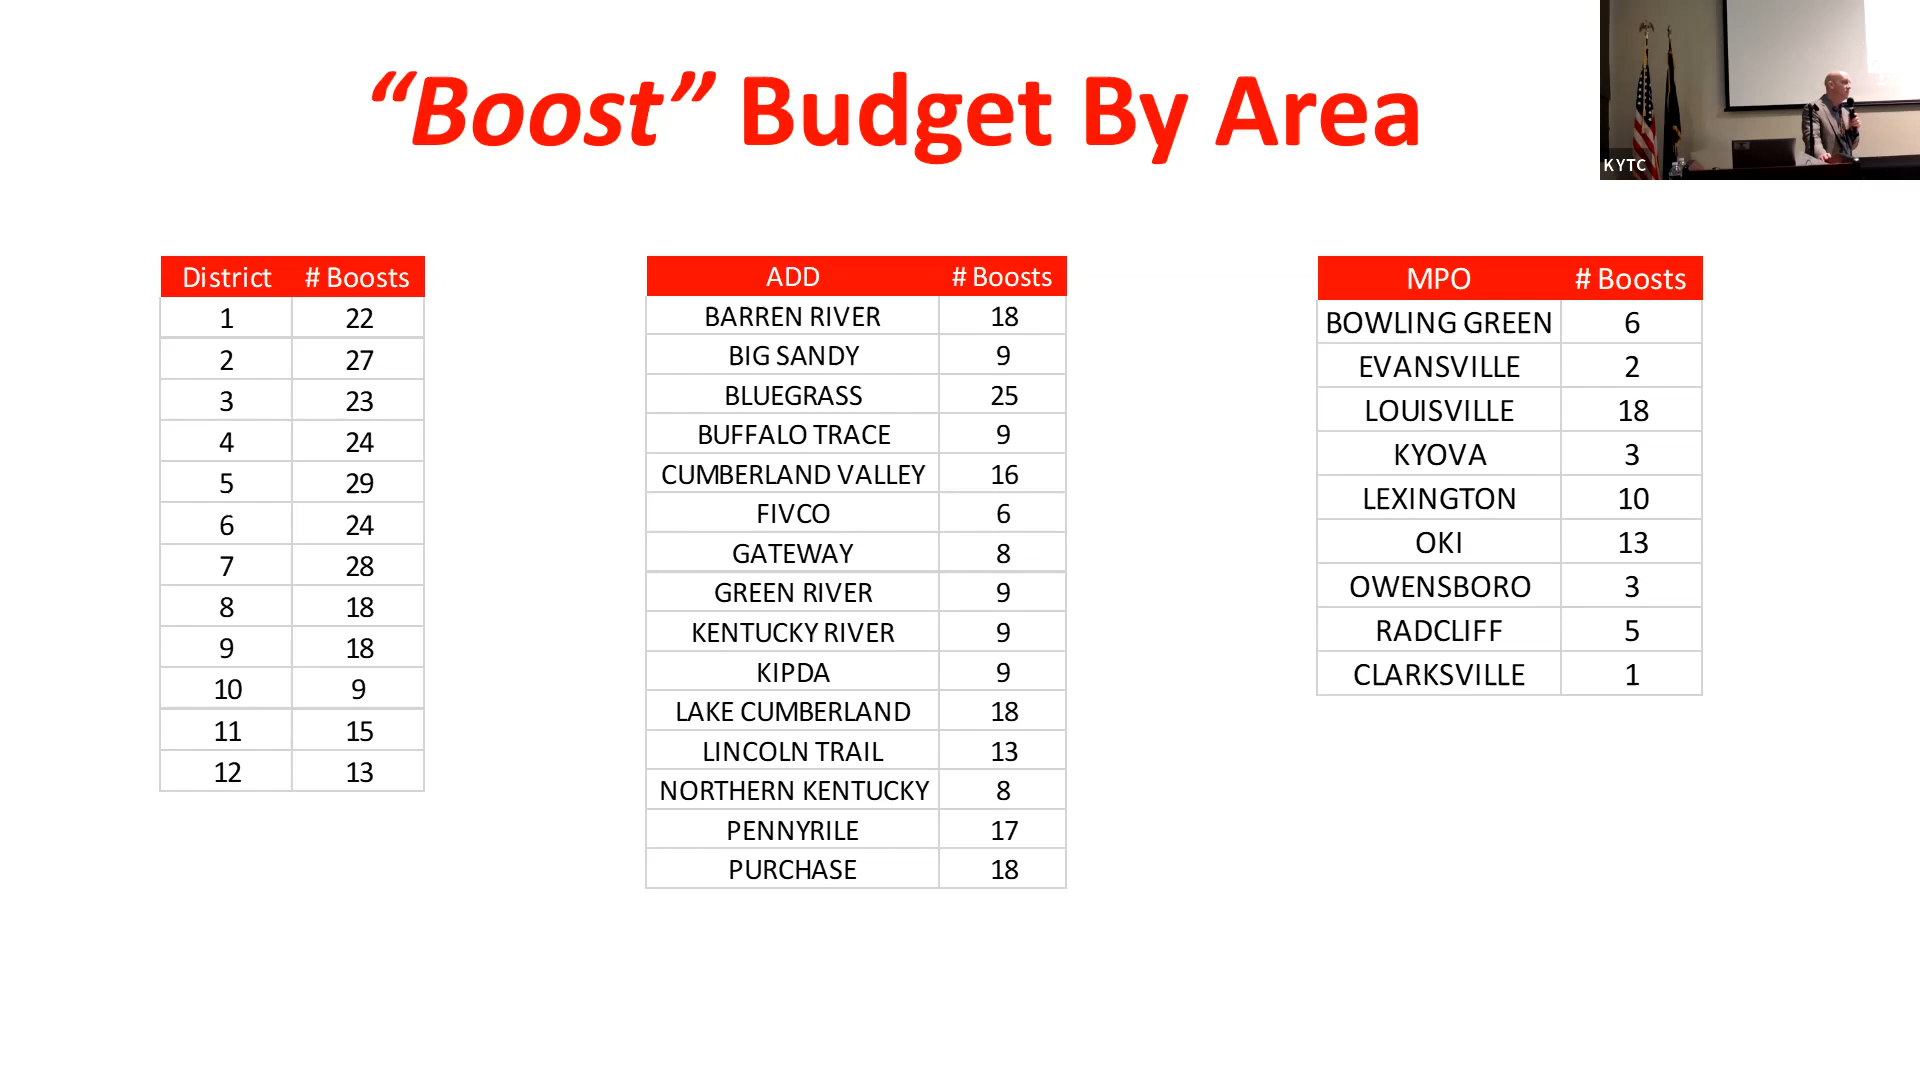 “Boost” Budget By Area
KYTC
District # Boosts
1 22
2 27
3 23
4 24
5 29
6 24
7 28
8 18
9 18
10 9
11 15
12 13
ADD # Boosts
BARREN RIVER 18
BIG SANDY 9
BLUEGRASS 25
BUFFALO TRACE 9
CUMBERLAND VALLEY 16
FIVCO 6
GATEWAY 8
GREEN RIVER 9
KENTUCKY RIVER 9
KIPDA 9
LAKE CUMBERLAND 18
LINCOLN TRAIL 13
NORTHERN KENTUCKY 8
PENNYRILE 17
PURCHASE 18
MPO # Boosts
BOWLING GREEN 6
EVANSVILLE 2
LOUISVILLE 18
KYOVA 3
LEXINGTON 10
OKI 13
OWENSBORO 3
RADCLIFF 5
CLARKSVILLE 1